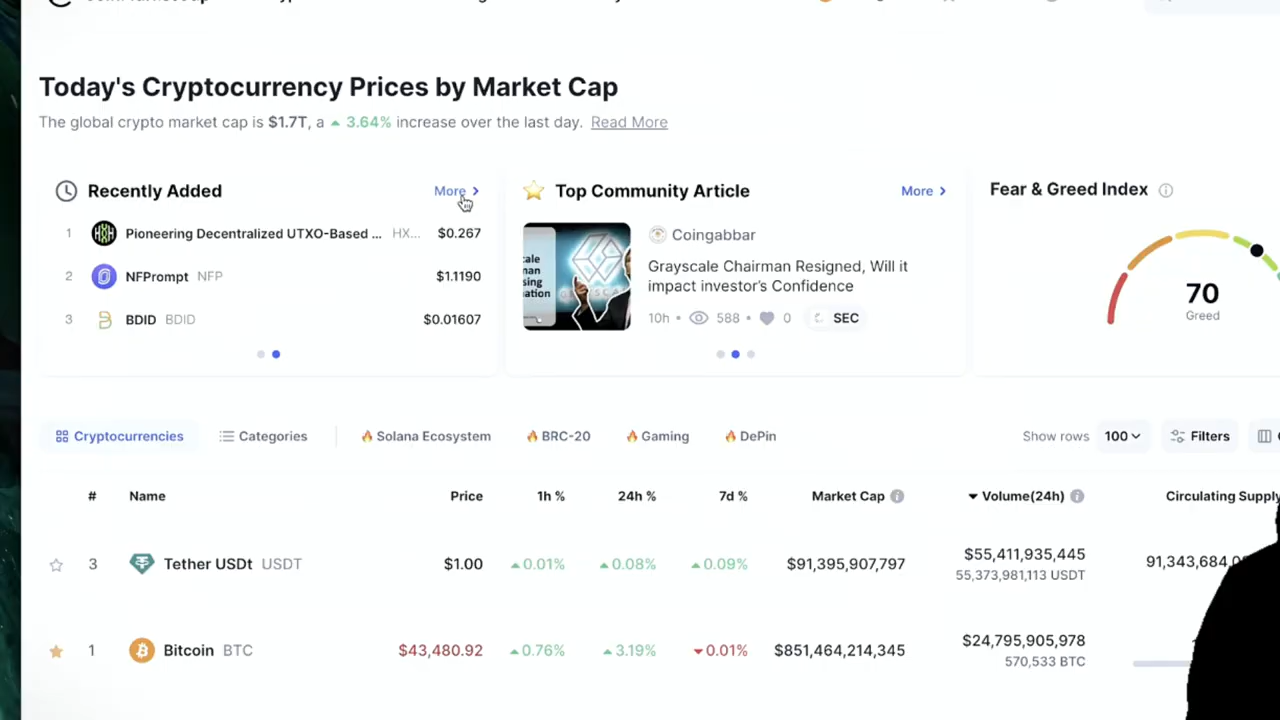 Today's Cryptocurrency Prices by Market Cap
The global crypto market cap is $1.7T, a ▲ 3.64% increase over the last day. Read More
Recently Added
More >
1 Pioneering Decentralized UTXO-Based ... HX... $0.267
2 NFPrompt NFP $1.1190
3 BDID BDID $0.01607
Top Community Article
More >
Coingabbar
Grayscale Chairman Resigned, Will it
impact investor's Confidence
10h • 588 • 0 SEC
Fear & Greed Index
70
Greed
Cryptocurrencies Categories Solana Ecosystem BRC-20 Gaming DePin Show rows 100 Filters
# Name Price 1h % 24h % 7d % Market Cap Volume(24h) Circulating Supply
3 Tether USDt USDT $1.00 ▲0.01% ▲0.08% ▲0.09% $91,395,907,797 $55,411,935,445
55,373,981,113 USDT
1 Bitcoin BTC $43,480.92 ▲0.76% ▲3.19% ▼0.01% $851,464,214,345 $24,795,905,978
570,533 BTC